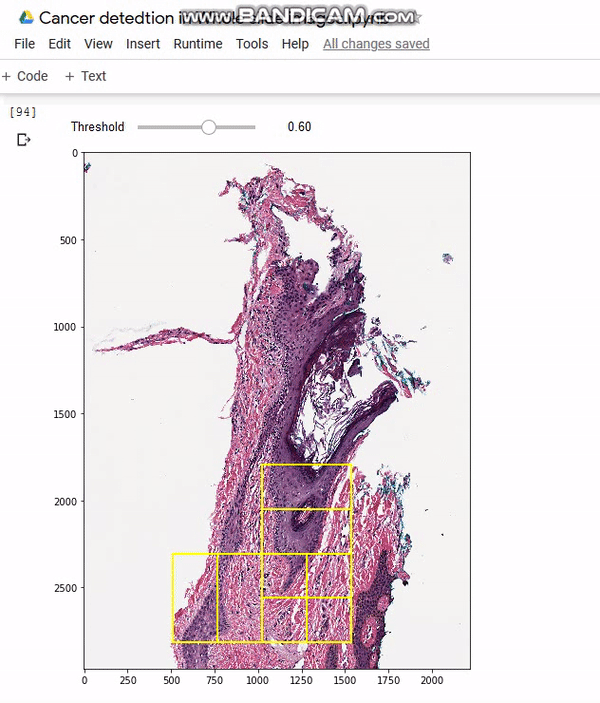 Cancer detedtion in
www.BANDICAM.com
File Edit View Insert Runtime Tools Help All changes saved
+ Code + Text
[94]
Threshold 0.60
0
500
1000
1500
2000
2500
0 250 500 750 1000 1250 1500 1750 2000